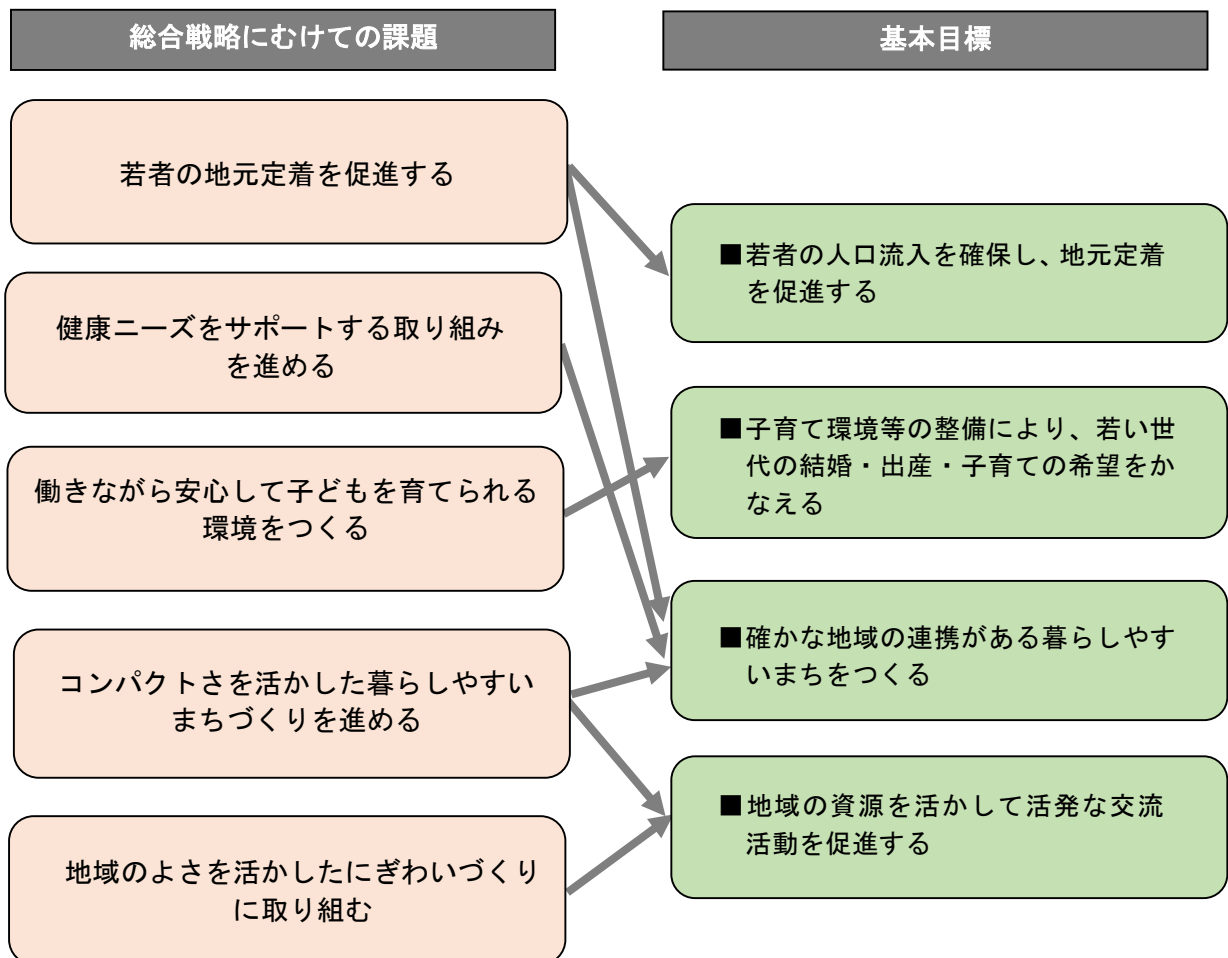 総合戦略にむけての課題
若者の地元定着を促進する
健康ニーズをサポートする取り組み
を進める
働きながら安心して子どもを育てられる
環境をつくる
コンパクトさを活かした暮らしやすい
まちづくりを進める
地域のよさを活かしたにぎわいづくり
に取り組む
基本目標
■若者の人口流入を確保し、地元定着
を促進する
■子育て環境等の整備により、若い世
代の結婚・出産・子育ての希望をか
なえる
■確かな地域の連携がある暮らしやす
いまちをつくる
■地域の資源を活かして活発な交流
活動を促進する